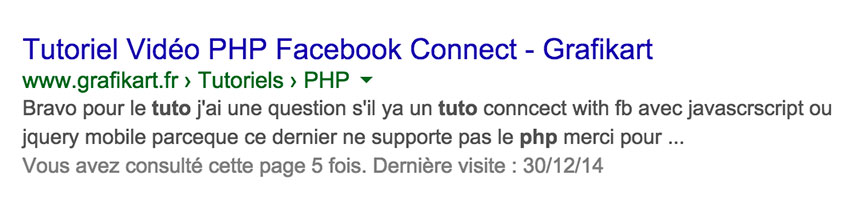 Tutoriel Vidéo PHP Facebook Connect - Grafikart
www.grafikart.fr › Tutoriels › PHP
Bravo pour le tuto j'ai une question s'il ya un tuto conncect with fb avec javascrscript ou
jquery mobile parceque ce dernier ne supporte pas le php merci pour ...
Vous avez consulté cette page 5 fois. Dernière visite : 30/12/14